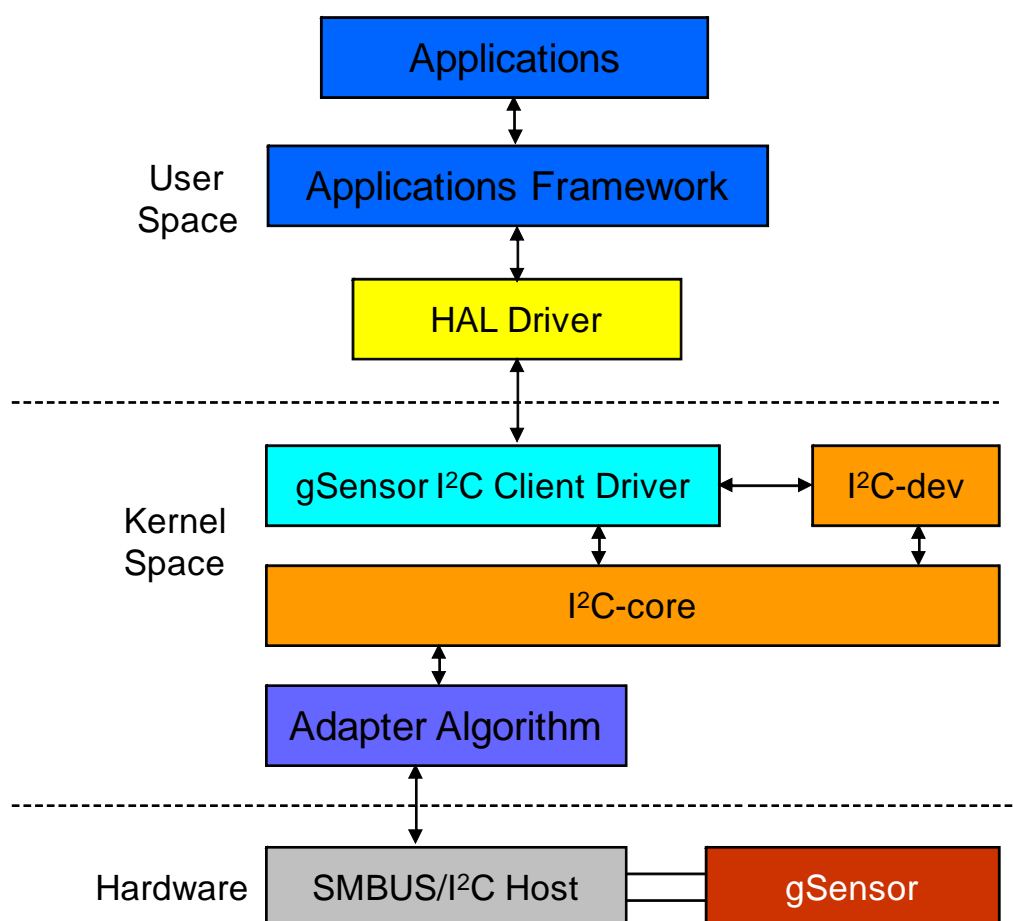 Applications
User
Space
Applications Framework
HAL Driver
gSensor I²C Client Driver
I²C-dev
Kernel
Space
I²C-core
Adapter Algorithm
Hardware
SMBUS/I²C Host
gSensor